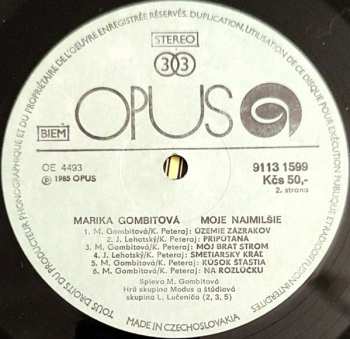 TOUS DROITS DU PRODUCTEUR PHONOGRAPHIQUE ET DU PROPRIÉTAIRE DE L'OEUVRE ENREGISTRÉE RÉSERVÉS. DUPLICATION, UTILISATION DE CE DISQUE POUR EXÉCUTION PUBLIQUE ET RADIODIFFUSION INTERDITES
STEREO
33
OPUS
BIEM
OE 4493
℗ 1985 OPUS
9113 1599
Kčs 50,-
2. strana
MARIKA GOMBITOVÁ MOJE NAJMILŠIE
1. M. Gombitová/K. Peteraj: ÚZEMIE ZÁZRAKOV
2. J. Lehotský/K. Peteraj: PRIPÚTANÁ
3. M. Gombitová/K. Peteraj: MÔJ BRAT STROM
4. J. Lehotský/K. Peteraj: SMETIARSKY KRÁĽ
5. M. Gombitová/K. Peteraj: KÚSOK ŠŤASTIA
6. M. Gombitová/K. Peteraj: NA ROZLÚČKU
Spieva M. Gombitová
Hrá skupina Modus a štúdiová
skupina L. Lučeniča (2, 3, 5)
MADE IN CZECHOSLOVAKIA